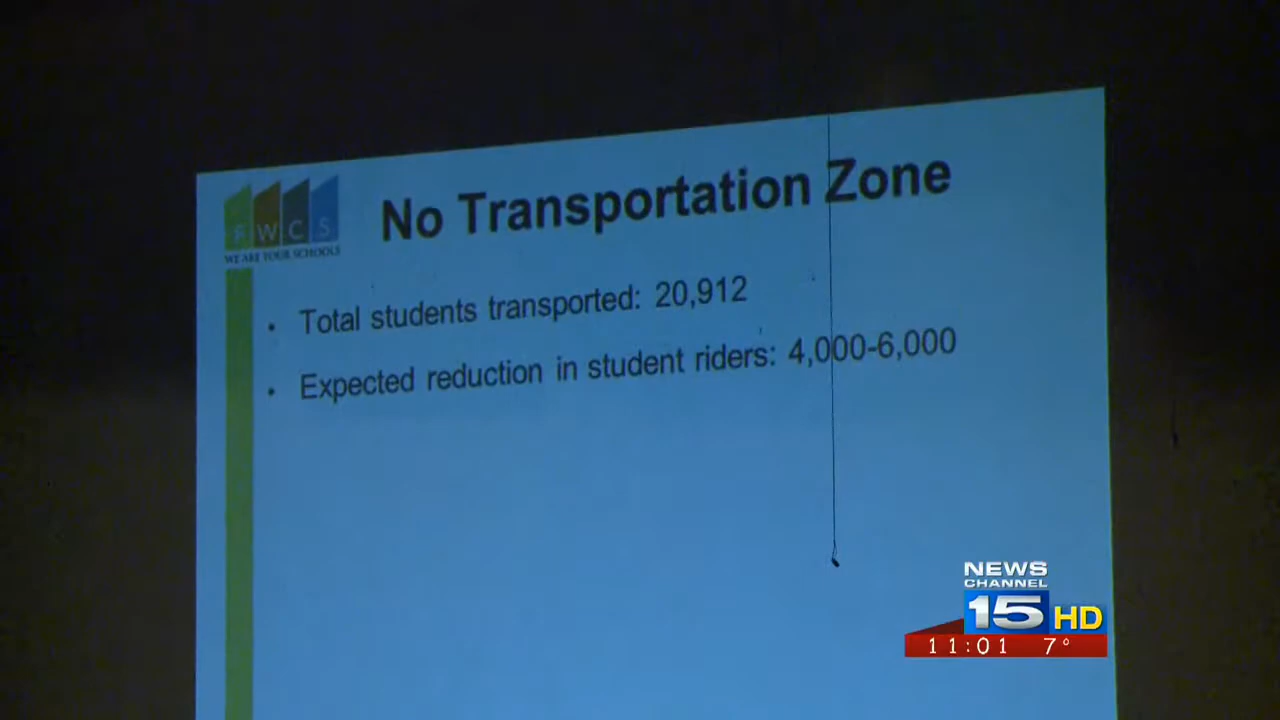 F W C S
WE ARE YOUR SCHOOLS
No Transportation Zone
• Total students transported: 20,912
• Expected reduction in student riders: 4,000-6,000
NEWS
CHANNEL
15 HD
11:01 7°